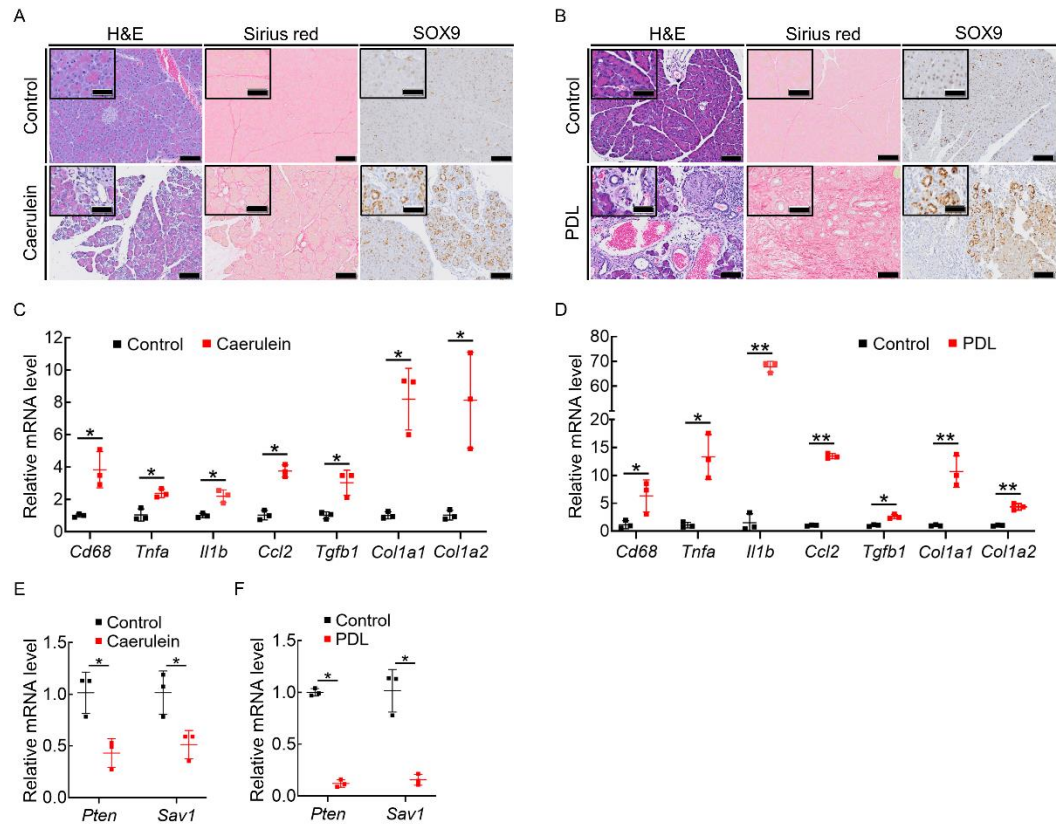 A
H&E
Sirius red
SOX9
Control
Caerulein
B
H&E
Sirius red
SOX9
Control
PDL
C
Relative mRNA level
12
10
8
6
4
2
0
Control
Caerulein
*
*
*
*
*
*
*
Cd68
Tnfa
Il1b
Ccl2
Tgfb1
Col1a1
Col1a2
D
Relative mRNA level
80
70
60
20
15
10
5
0
Control
PDL
*
*
**
**
*
**
**
Cd68
Tnfa
Il1b
Ccl2
Tgfb1
Col1a1
Col1a2
E
Control
Caerulein
Relative mRNA level
1.5
1.0
0.5
0.0
*
*
Pten
Sav1
F
Control
PDL
Relative mRNA level
1.5
1.0
0.5
0.0
*
*
Pten
Sav1